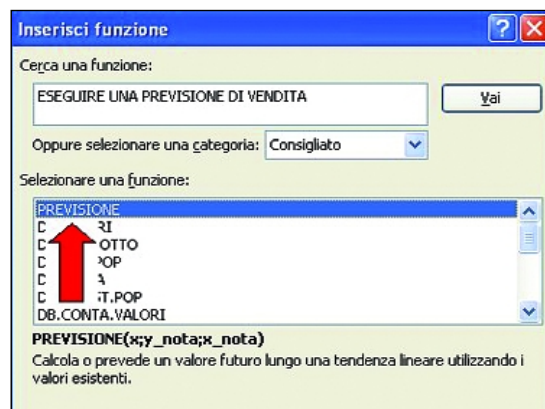 Inserisci funzione
Cerca una funzione:
ESEGUIRE UNA PREVISIONE DI VENDITA
Vai
Oppure selezionare una categoria: Consigliato
Selezionare una funzione:
PREVISIONE
DB.CONTA.VALORI
PREVISIONE(x;y_nota;x_nota)
Calcola o prevede un valore futuro lungo una tendenza lineare utilizzando i
valori esistenti.